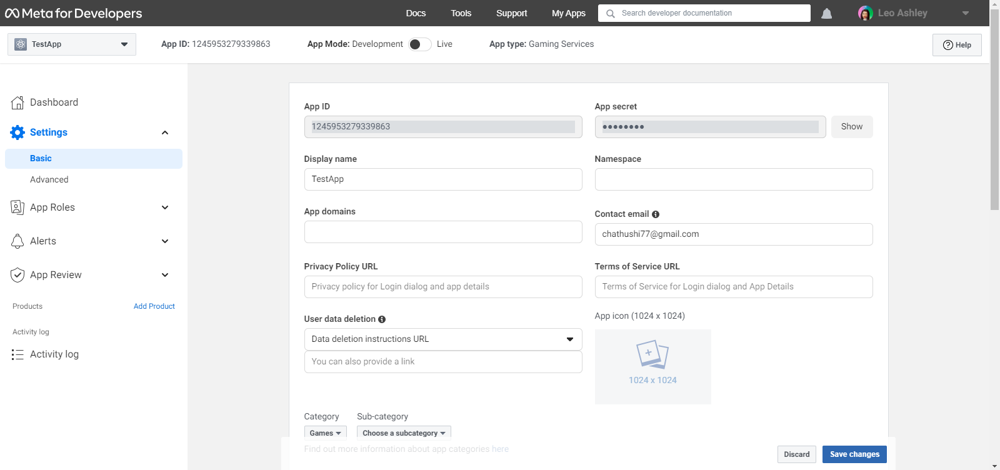 Meta for Developers
Docs Tools Support My Apps Search developer documentation Leo Ashley
TestApp App ID: 1245953279339863 App Mode: Development Live App type: Gaming Services Help
Dashboard
Settings
Basic
Advanced
App Roles
Alerts
App Review
Products Add Product
Activity log
Activity log
App ID App secret
1245953279339863 •••••••• Show
Display name Namespace
TestApp
App domains Contact email
chathushi77@gmail.com
Privacy Policy URL Terms of Service URL
Privacy policy for Login dialog and app details Terms of Service for Login dialog and App Details
User data deletion App icon (1024 x 1024)
Data deletion instructions URL
You can also provide a link
1024 x 1024
Category Sub-category
Games Choose a subcategory
Find out more information about app categories here
Discard Save changes